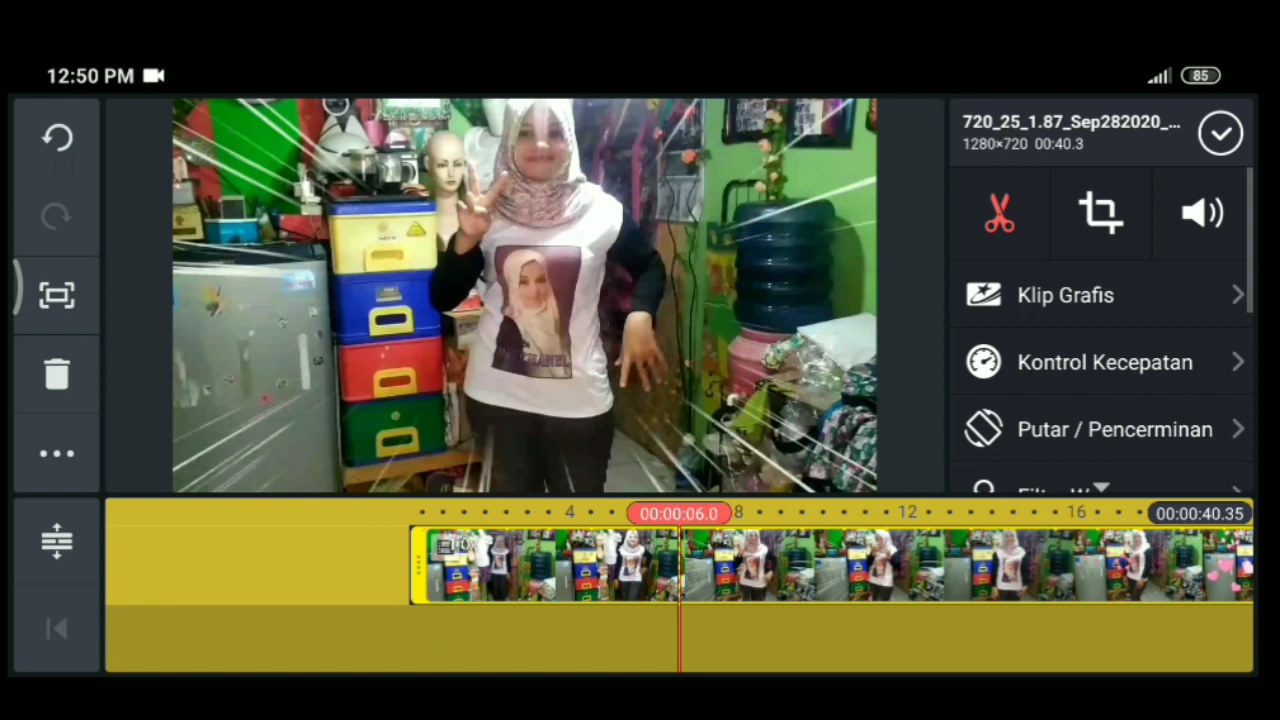 12:50 PM
85
720_25_1.87_Sep282020_...
1280×720 00:40.3
Klip Grafis
Kontrol Kecepatan
Putar / Pencerminan
4
00:00:06.0
8
12
16
00:00:40.35